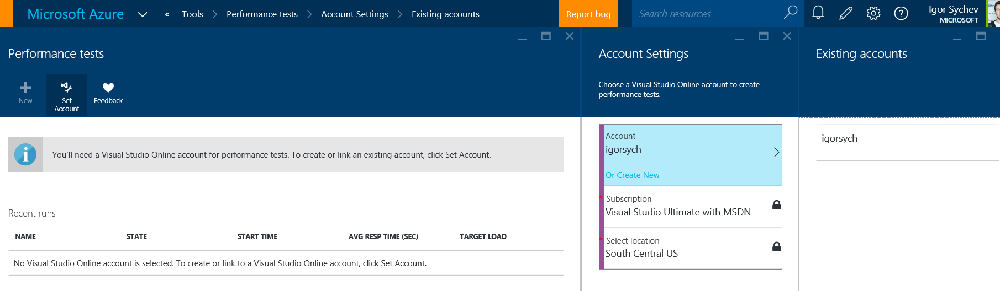 Microsoft Azure « Tools Performance tests Account Settings Existing accounts Report bug Search resources Igor Sychev
MICROSOFT
Performance tests
New
Set
Account
Feedback
You'll need a Visual Studio Online account for performance tests. To create or link an existing account, click Set Account.
Recent runs
NAME STATE START TIME AVG RESP TIME (SEC) TARGET LOAD
No Visual Studio Online account is selected. To create or link to a Visual Studio Online account, click Set Account.
Account Settings
Choose a Visual Studio Online account to create
performance tests.
Account
igorsych
Or Create New
* Subscription
Visual Studio Ultimate with MSDN
* Select location
South Central US
Existing accounts
igorsych